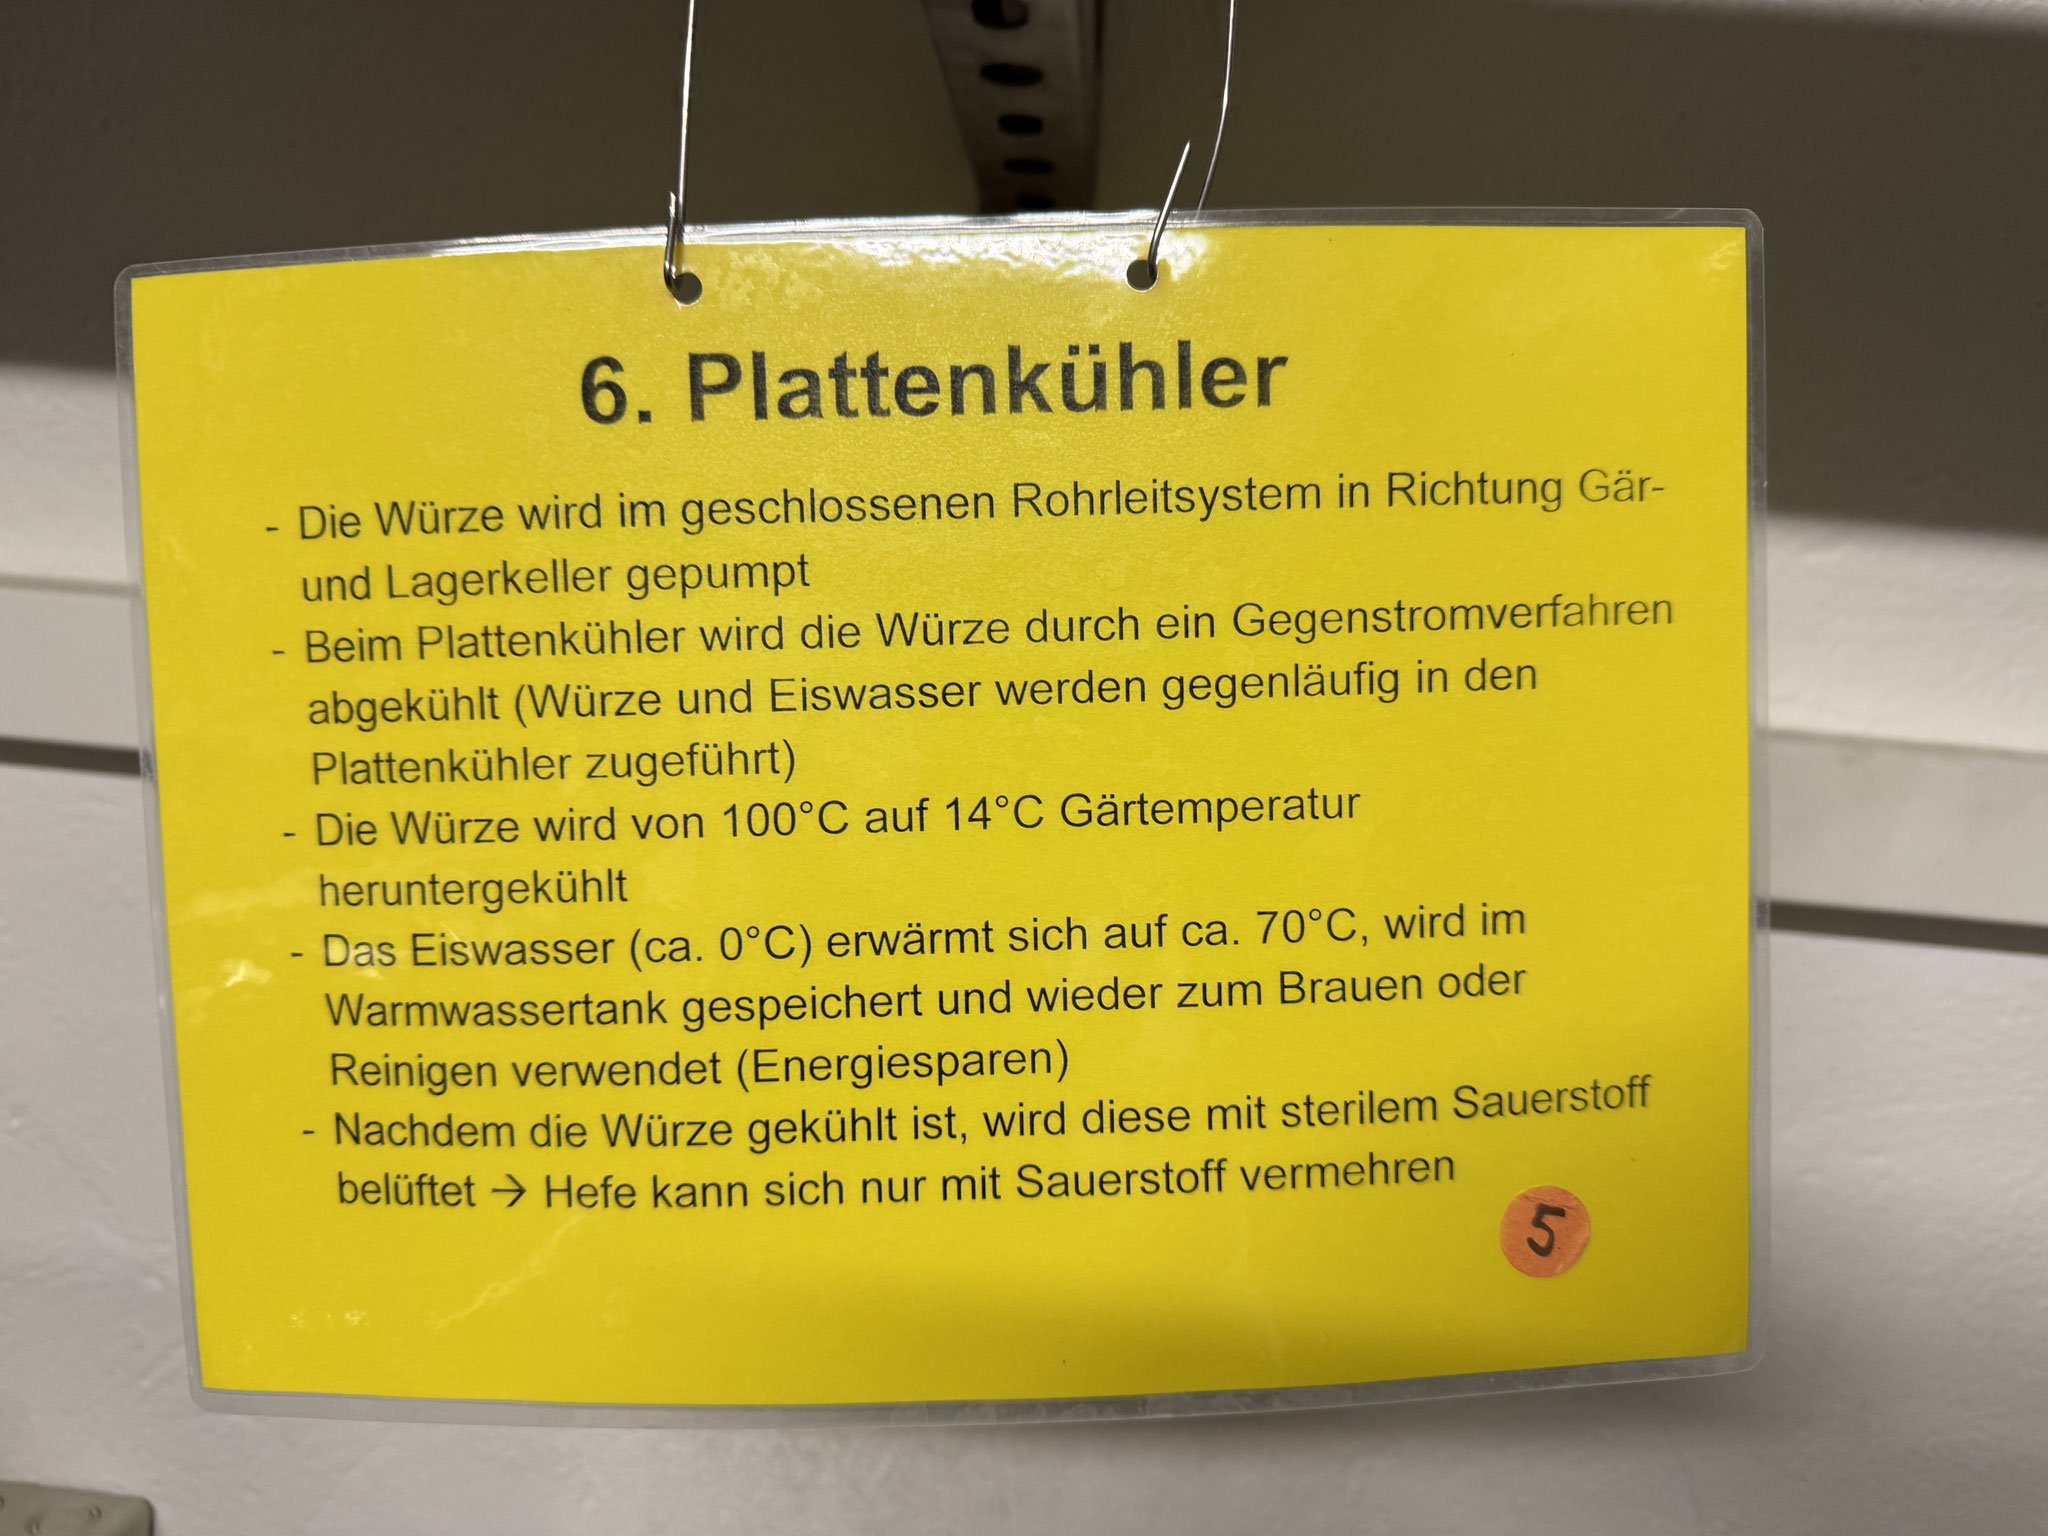 6. Plattenkühler
- Die Würze wird im geschlossenen Rohrleitsystem in Richtung Gär-
und Lagerkeller gepumpt
- Beim Plattenkühler wird die Würze durch ein Gegenstromverfahren
abgekühlt (Würze und Eiswasser werden gegenläufig in den
Plattenkühler zugeführt)
- Die Würze wird von 100°C auf 14°C Gärtemperatur
heruntergekühlt
- Das Eiswasser (ca. 0°C) erwärmt sich auf ca. 70°C, wird im
Warmwassertank gespeichert und wieder zum Brauen oder
Reinigen verwendet (Energiesparen)
- Nachdem die Würze gekühlt ist, wird diese mit sterilem Sauerstoff
belüftet → Hefe kann sich nur mit Sauerstoff vermehren
5